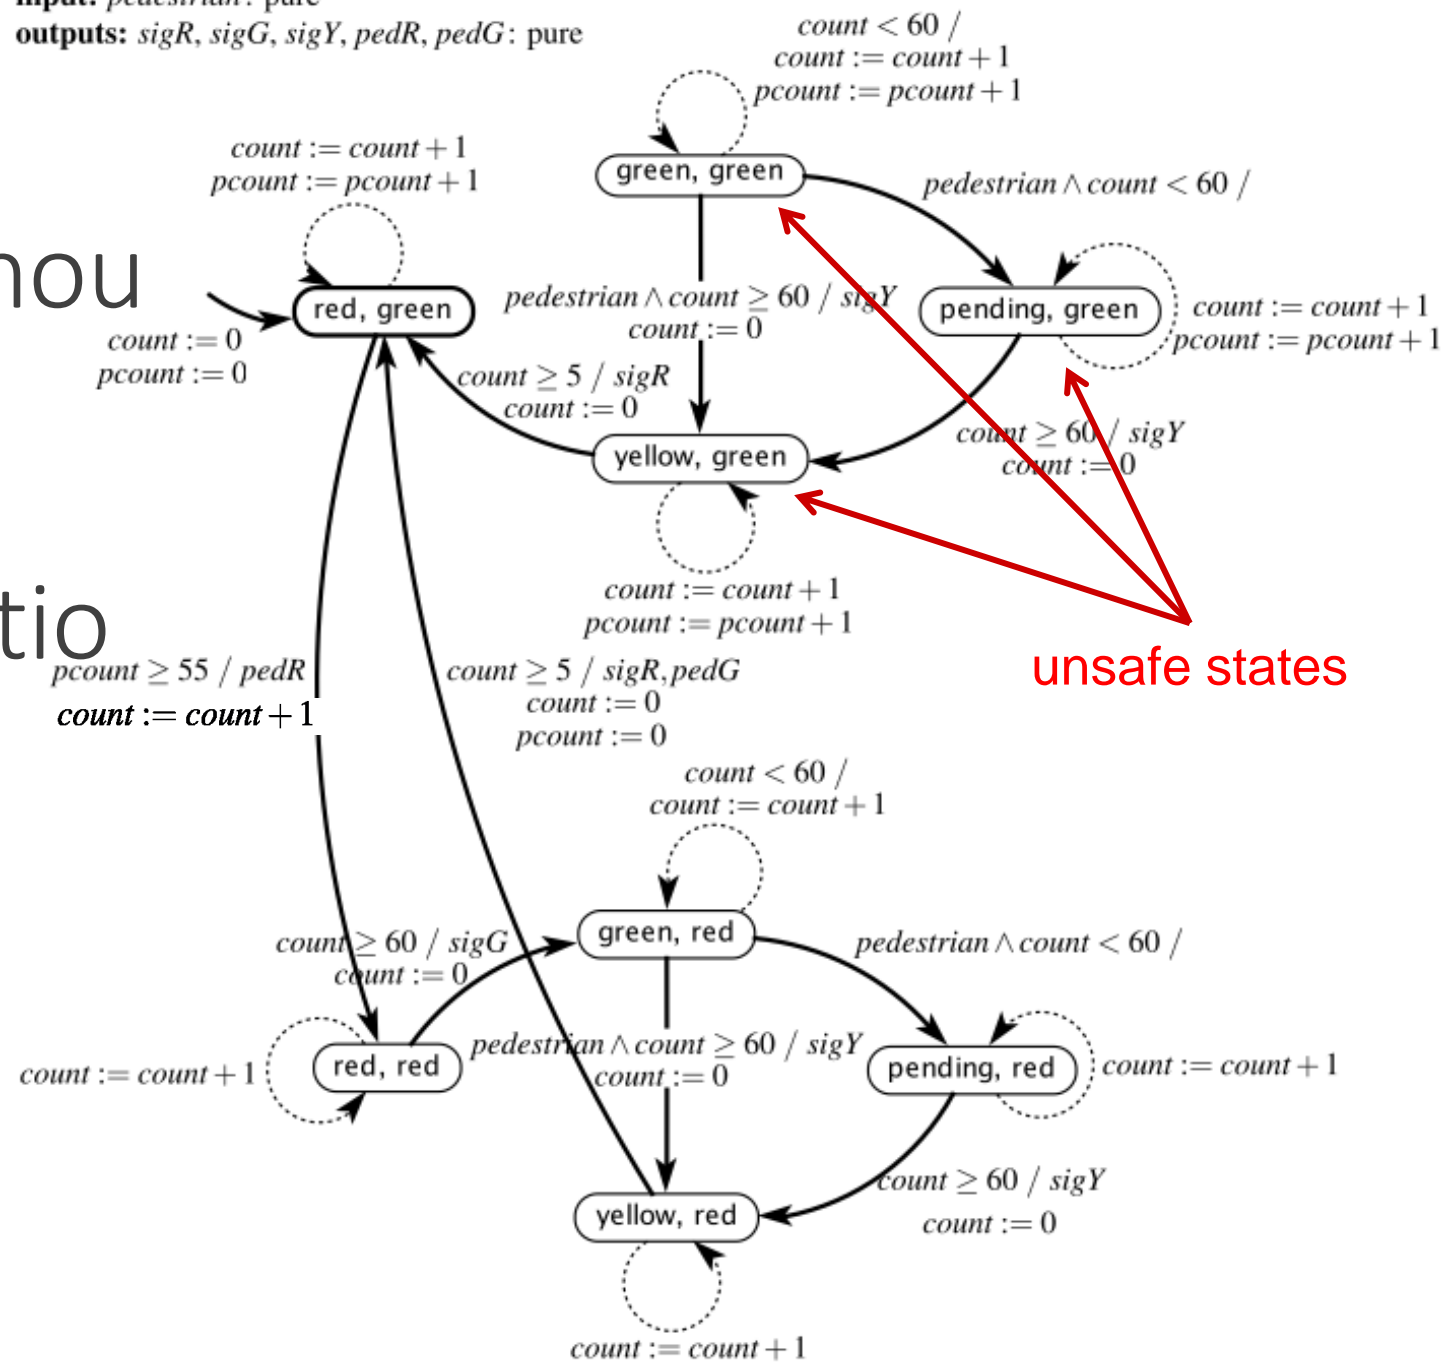 input: pedestrian: pure
outputs: sigR, sigG, sigY, pedR, pedG: pure
count < 60 /
count := count + 1
pcount := pcount + 1
count := count + 1
pcount := pcount + 1
green, green
pedestrian ∧ count < 60 /
nou
red, green
count := 0
pcount := 0
pedestrian ∧ count ≥ 60 / sigY
count := 0
pending, green
count := count + 1
pcount := pcount + 1
count ≥ 5 / sigR
count := 0
yellow, green
count ≥ 60 / sigY
count := 0
count := count + 1
pcount := pcount + 1
tio
unsafe states
pcount ≥ 55 / pedR
count := count + 1
count ≥ 5 / sigR, pedG
count := 0
pcount := 0
count < 60 /
count := count + 1
green, red
pedestrian ∧ count < 60 /
count ≥ 60 / sigG
count := 0
count := count + 1
red, red
pedestrian ∧ count ≥ 60 / sigY
count := 0
pending, red
count := count + 1
yellow, red
count ≥ 60 / sigY
count := 0
count := count + 1